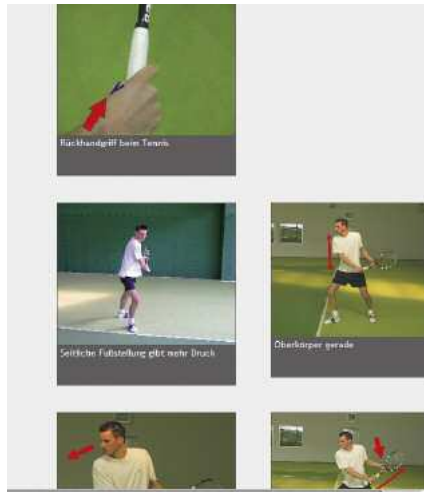 Rückhandgriff beim Tennis
Seitliche Fußstellung gibt mehr Druck
Oberkörper gerade